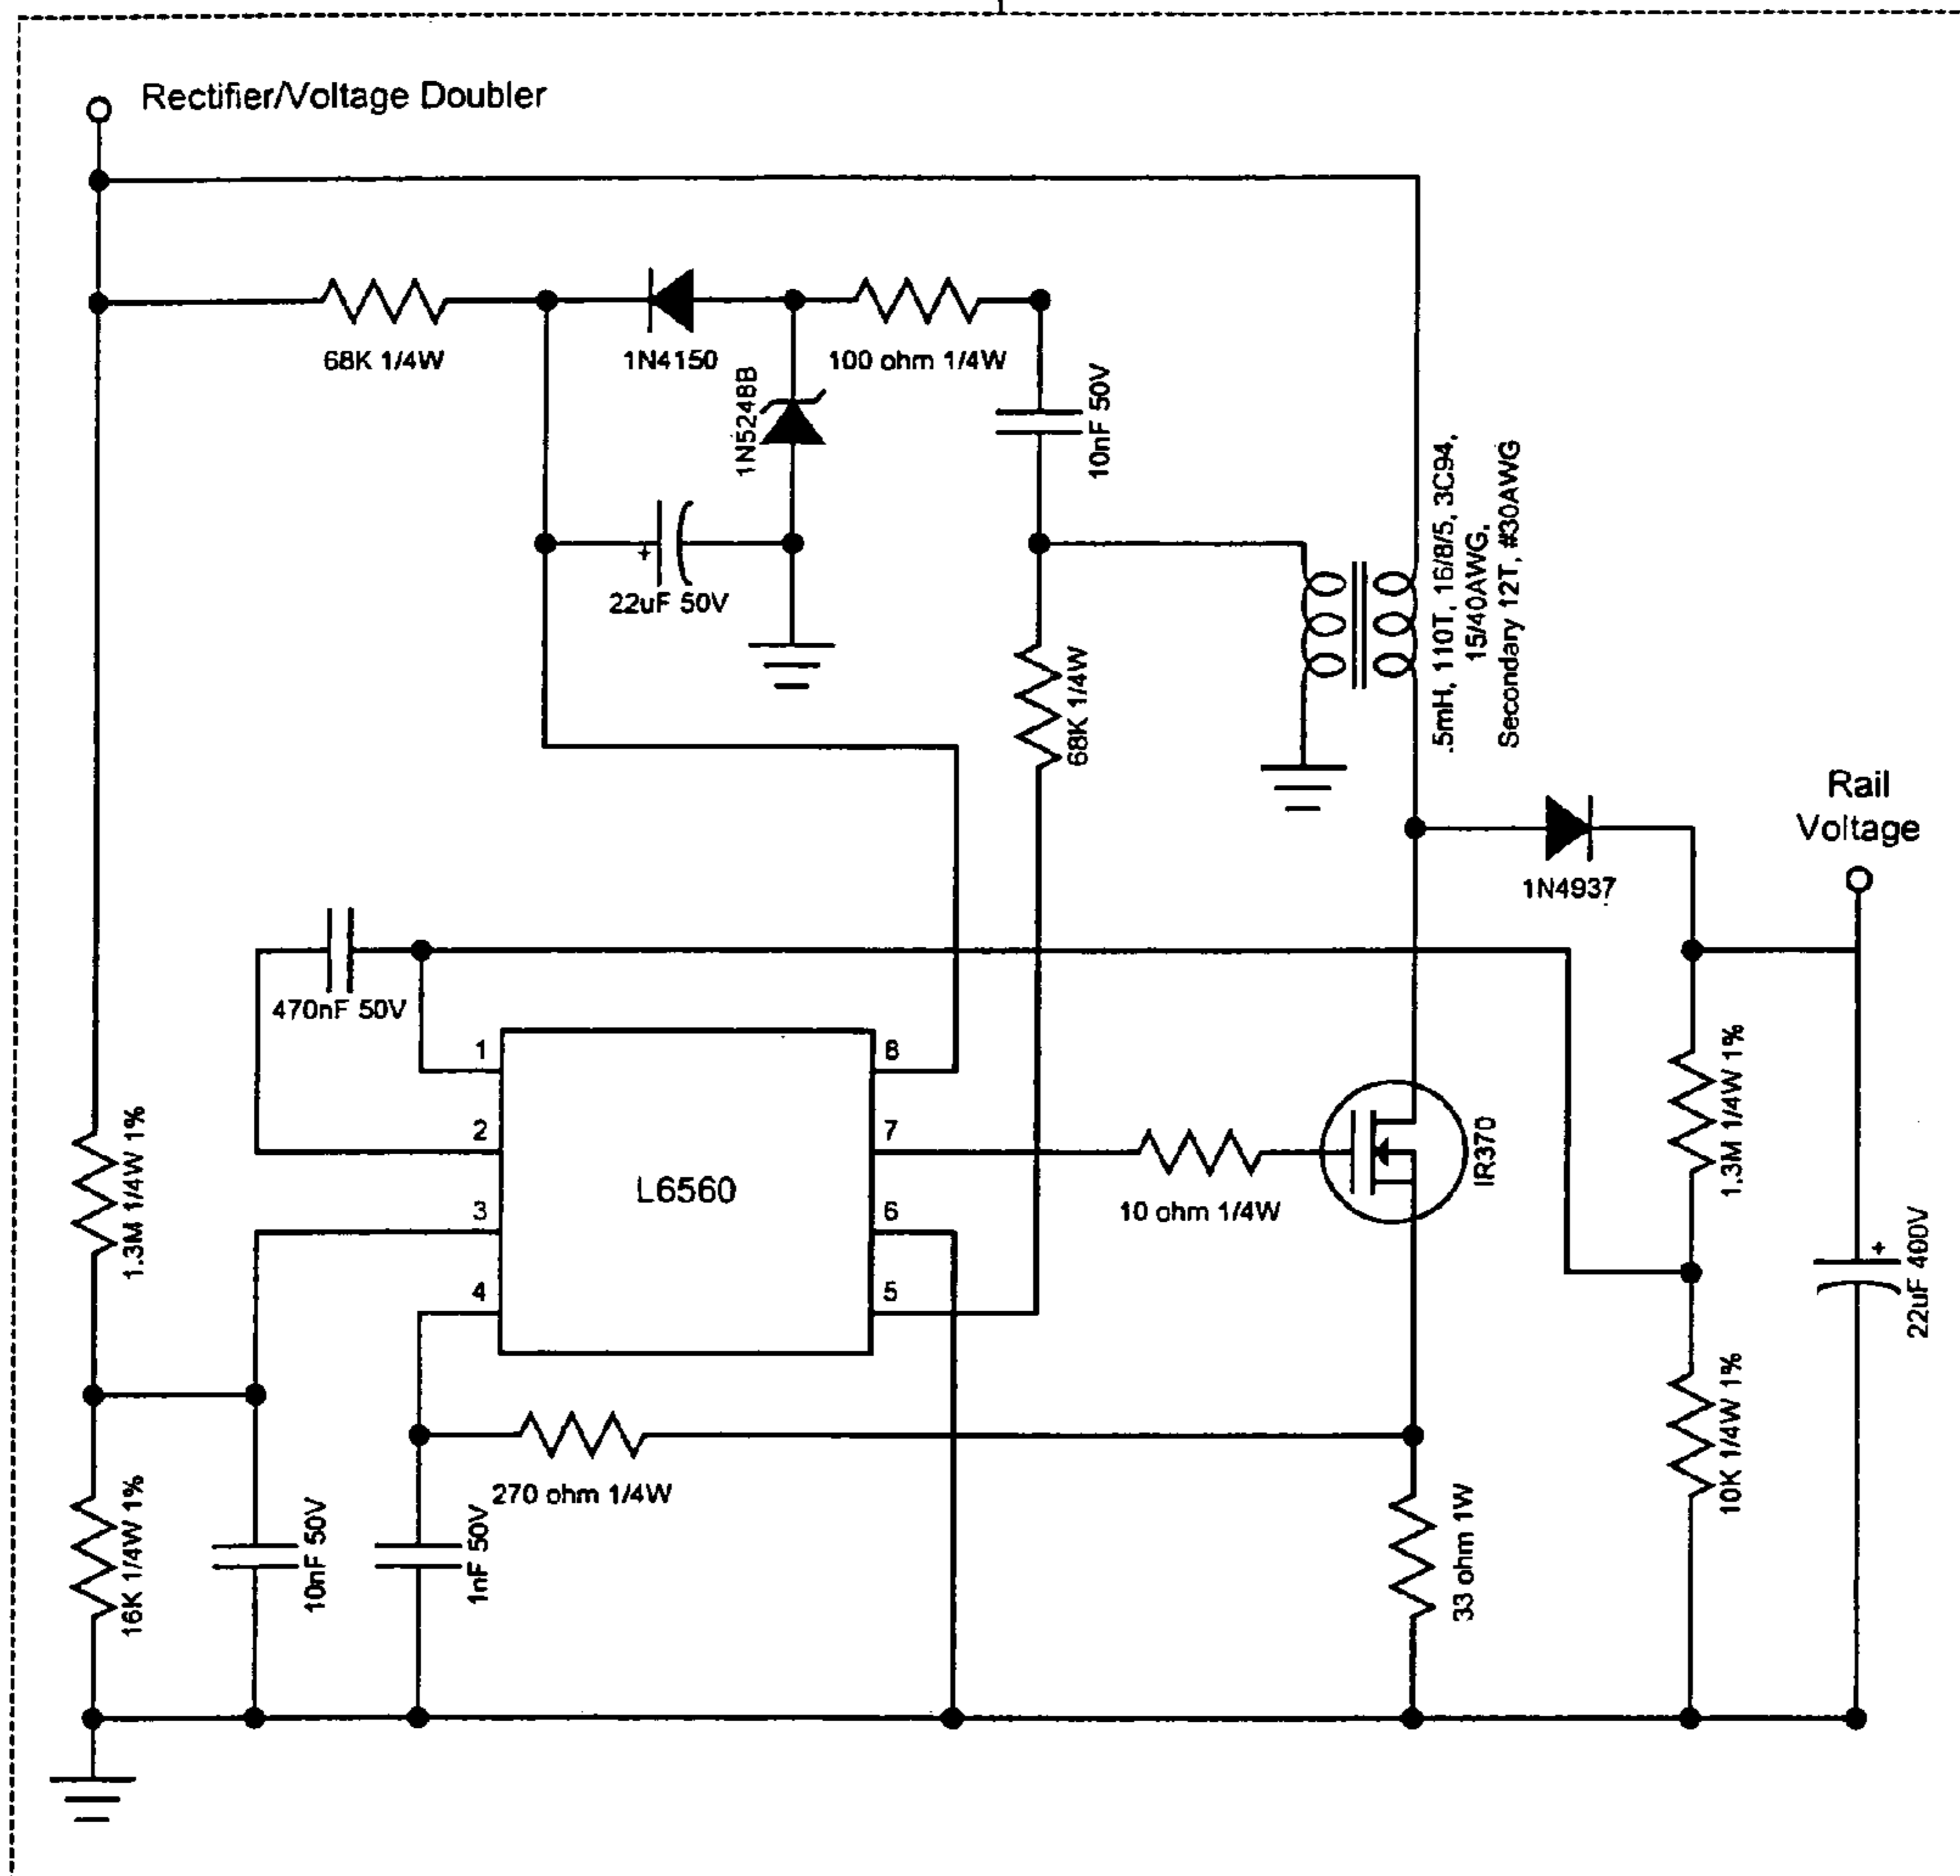 Rectifier/Voltage Doubler
68K 1/4W
1N4150
100 ohm 1/4W
1N5248B
10nF 50V
+
22uF 50V
68K 1/4W
.5mH, 110T, 16/8/5, 3C94,
15/40AWG,
Secondary 12T, #30AWG
Rail
Voltage
1N4937
470nF 50V
1
2
3
4
L6560
8
7
6
5
10 ohm 1/4W
IR370
1.3M 1/4W 1%
1.3M 1/4W 1%
+
22uF 400V
270 ohm 1/4W
16K 1/4W 1%
10nF 50V
1nF 50V
33 ohm 1W
10K 1/4W 1%